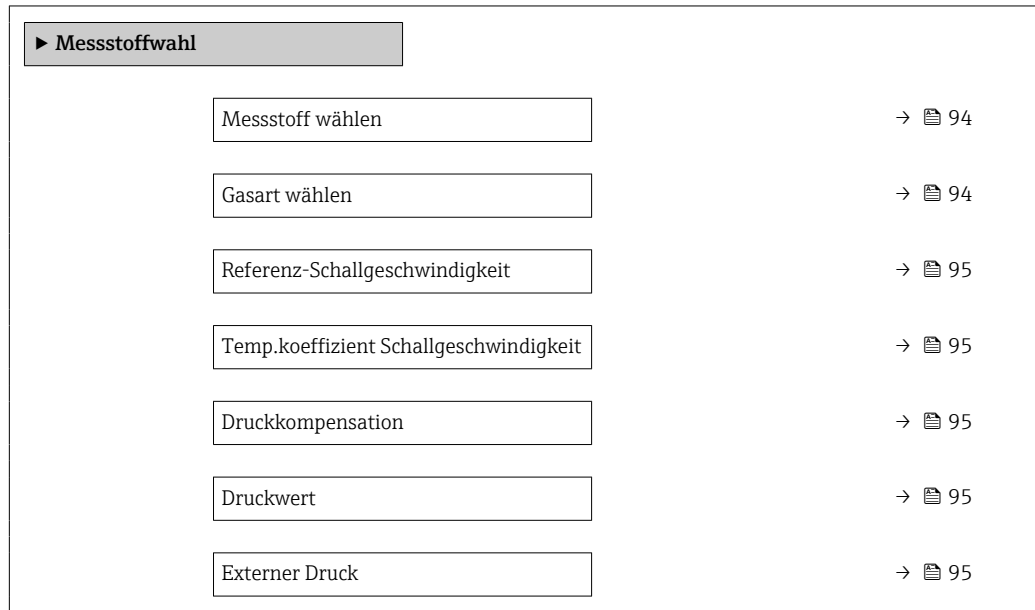 ▶ Messstoffwahl
Messstoff wählen → 94
Gasart wählen → 94
Referenz-Schallgeschwindigkeit → 95
Temp.koeffizient Schallgeschwindigkeit → 95
Druckkompensation → 95
Druckwert → 95
Externer Druck → 95